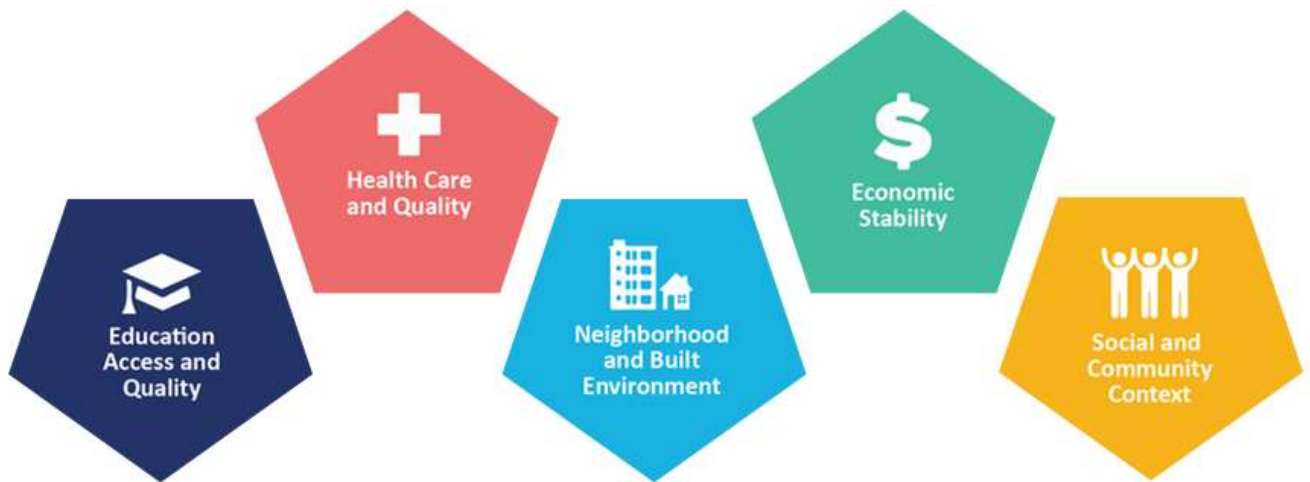 Health Care
and Quality
$
Economic
Stability
Education
Access and
Quality
Neighborhood
and Built
Environment
Social and
Community
Context